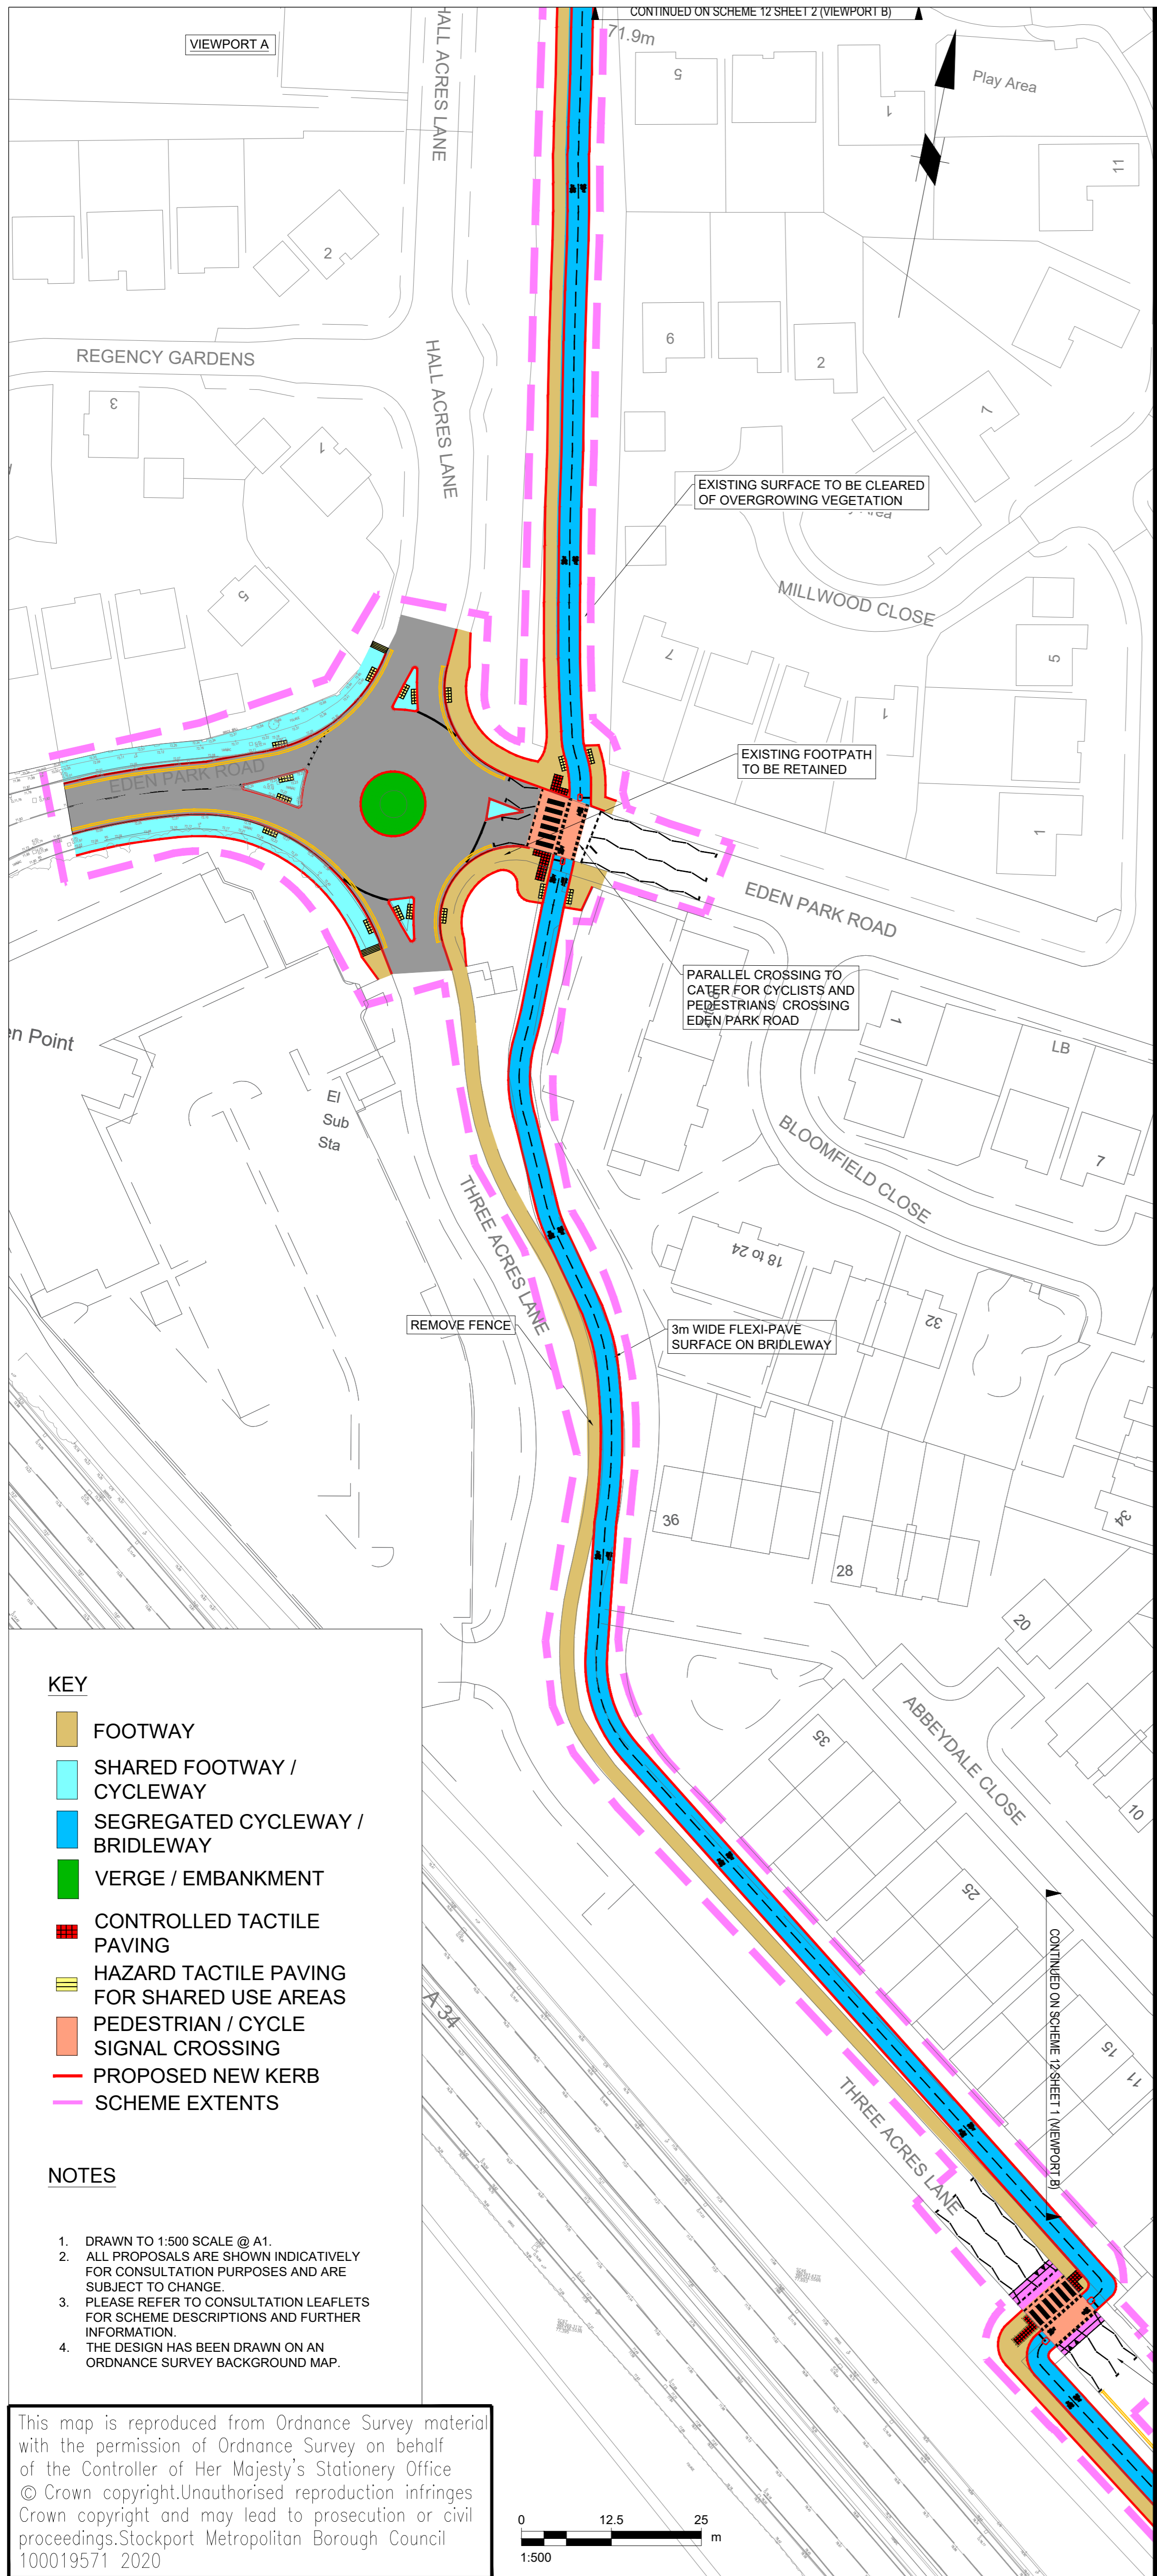 CONTINUED ON SCHEME 12 SHEET 2 (VIEWPORT B)
VIEWPORT A
71.9m
HALL ACRES LANE
5
1
Play Area
11
2
REGENCY GARDENS
HALL ACRES LANE
6
2
3
1
7
EXISTING SURFACE TO BE CLEARED
OF OVERGROWING VEGETATION
MILLWOOD CLOSE
5
7
1
5
EDEN PARK ROAD
EXISTING FOOTPATH
TO BE RETAINED
1
EDEN PARK ROAD
PARALLEL CROSSING TO
CATER FOR CYCLISTS AND
PEDESTRIANS CROSSING
EDEN PARK ROAD
1
LB
en Point
El
Sub
Sta
BLOOMFIELD CLOSE
7
THREE ACRES LANE
18 to 24
32
REMOVE FENCE
3m WIDE FLEXI-PAVE
SURFACE ON BRIDLEWAY
36
34
28
20
ABBEYDALE CLOSE
35
10
25
CONTINUED ON SCHEME 12 SHEET 1 (VIEWPORT B)
15
11
A 34
THREE ACRES LANE
KEY
FOOTWAY
SHARED FOOTWAY /
CYCLEWAY
SEGREGATED CYCLEWAY /
BRIDLEWAY
VERGE / EMBANKMENT
CONTROLLED TACTILE
PAVING
HAZARD TACTILE PAVING
FOR SHARED USE AREAS
PEDESTRIAN / CYCLE
SIGNAL CROSSING
PROPOSED NEW KERB
SCHEME EXTENTS
NOTES
1. DRAWN TO 1:500 SCALE @ A1.
2. ALL PROPOSALS ARE SHOWN INDICATIVELY
FOR CONSULTATION PURPOSES AND ARE
SUBJECT TO CHANGE.
3. PLEASE REFER TO CONSULTATION LEAFLETS
FOR SCHEME DESCRIPTIONS AND FURTHER
INFORMATION.
4. THE DESIGN HAS BEEN DRAWN ON AN
ORDNANCE SURVEY BACKGROUND MAP.
This map is reproduced from Ordnance Survey material
with the permission of Ordnance Survey on behalf
of the Controller of Her Majesty's Stationery Office
© Crown copyright.Unauthorised reproduction infringes
Crown copyright and may lead to prosecution or civil
proceedings.Stockport Metropolitan Borough Council
100019571 2020
0 12.5 25
m
1:500